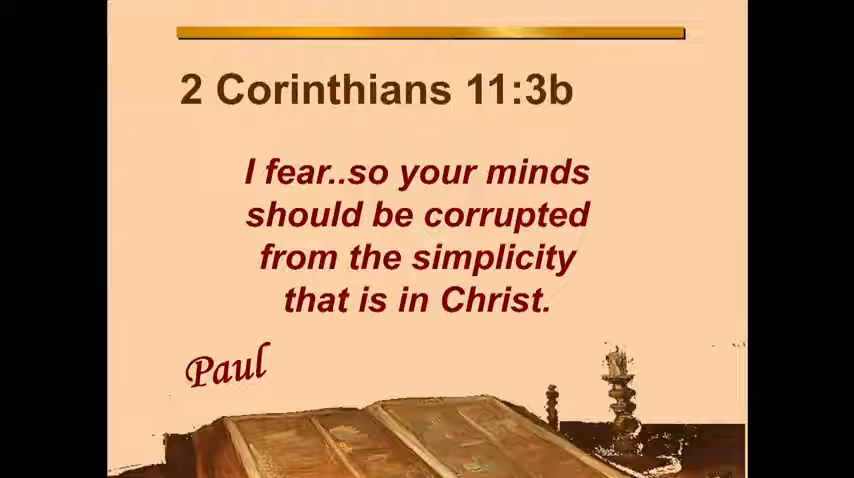 2 Corinthians 11:3b
I fear..so your minds
should be corrupted
from the simplicity
that is in Christ.
Paul